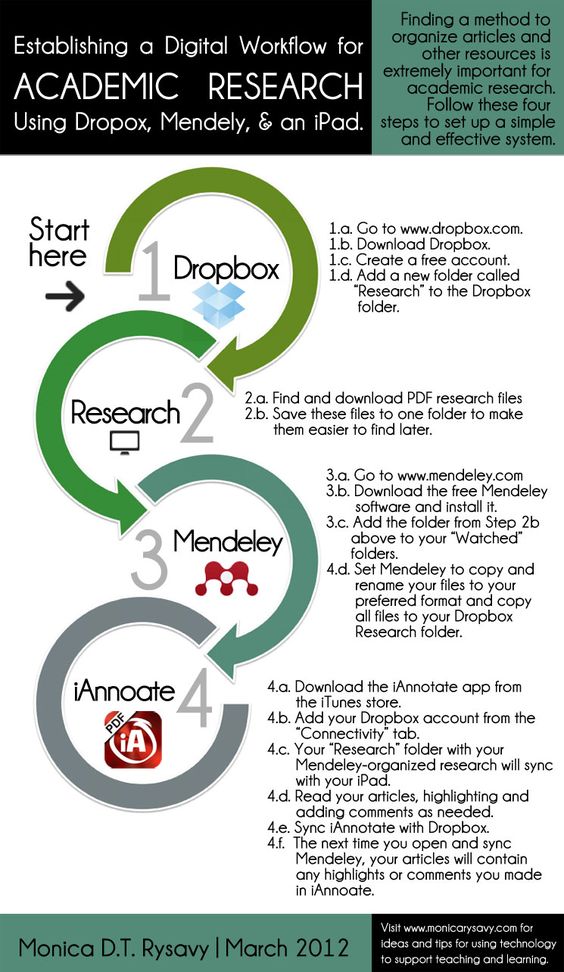 Establishing a Digital Workflow for
ACADEMIC RESEARCH
Using Dropox, Mendely, & an iPad.
Finding a method to
organize articles and
other resources is
extremely important for
academic research.
Follow these four
steps to set up a simple
and effective system.
Start
here
1
Dropbox
1.a. Go to www.dropbox.com.
1.b. Download Dropbox.
1.c. Create a free account.
1.d. Add a new folder called
"Research" to the Dropbox
folder.
Research
2
2.a. Find and download PDF research files
2.b. Save these files to one folder to make
them easier to find later.
3
Mendeley
3.a. Go to www.mendeley.com
3.b. Download the free Mendeley
software and install it.
3.c. Add the folder from Step 2b
above to your "Watched"
folders.
4.d. Set Mendeley to copy and
rename your files to your
preferred format and copy
all files to your Dropbox
Research folder.
iAnnoate
4
PDF
iA
4.a. Download the iAnnotate app from
the iTunes store.
4.b. Add your Dropbox account from the
"Connectivity" tab.
4.c. Your "Research" folder with your
Mendeley-organized research will sync
with your iPad.
4.d. Read your articles, highlighting and
adding comments as needed.
4.e. Sync iAnnotate with Dropbox.
4.f. The next time you open and sync
Mendeley, your articles will contain
any highlights or comments you made
in iAnnoate.
Monica D.T. Rysavy | March 2012
Visit www.monicarysavy.com for
ideas and tips for using technology
to support teaching and learning.